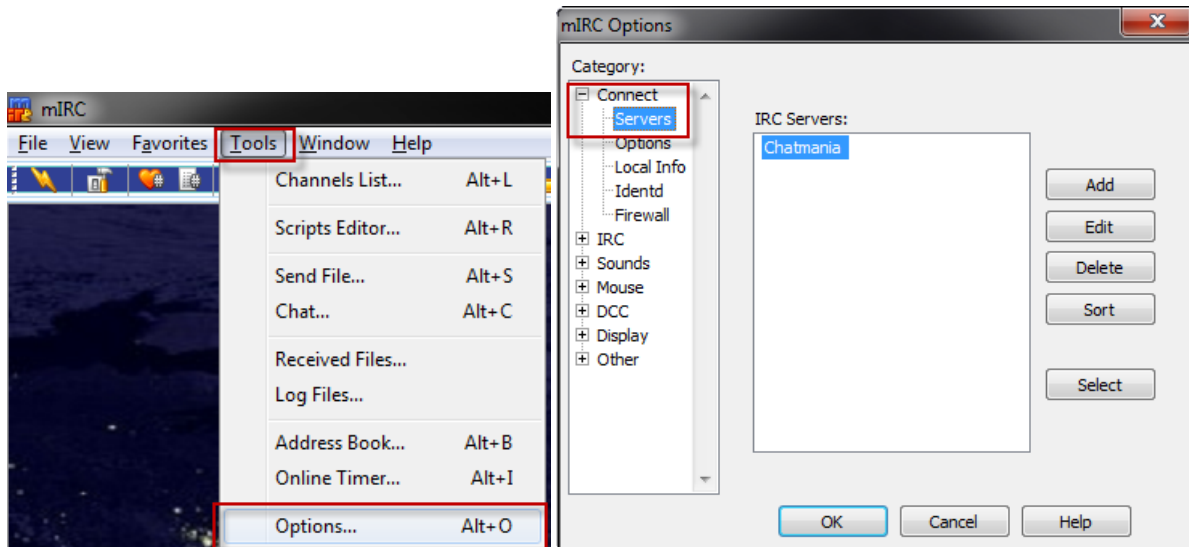 mIRC
File View Favorites Tools Window Help
Channels List... Alt+L
Scripts Editor... Alt+R
Send File... Alt+S
Chat... Alt+C
Received Files...
Log Files...
Address Book... Alt+B
Online Timer... Alt+I
Options... Alt+O
mIRC Options
Category:
Connect
Servers
Options
Local Info
Identd
Firewall
IRC
Sounds
Mouse
DCC
Display
Other
IRC Servers:
Chatmania
Add
Edit
Delete
Sort
Select
OK Cancel Help